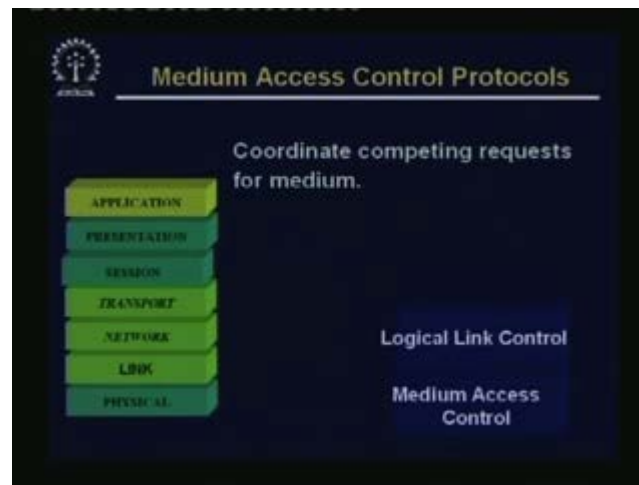 Medium Access Control Protocols
Coordinate competing requests
for medium.
APPLICATION
PRESENTATION
SESSION
TRANSPORT
NETWORK
LINK
PHYSICAL
Logical Link Control
Medium Access
Control